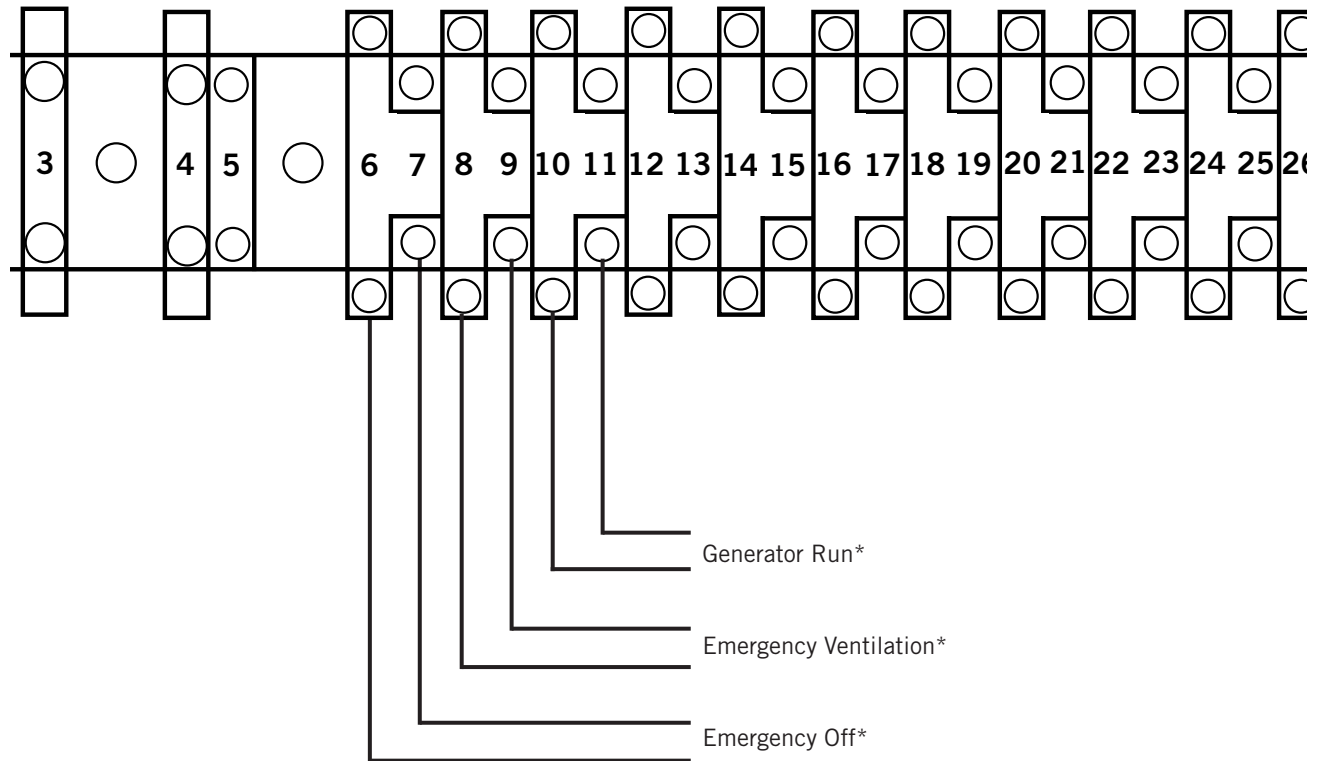 3 4 5 6 7 8 9 10 11 12 13 14 15 16 17 18 19 20 21 22 23 24 25 26
Generator Run*
Emergency Ventilation*
Emergency Off*